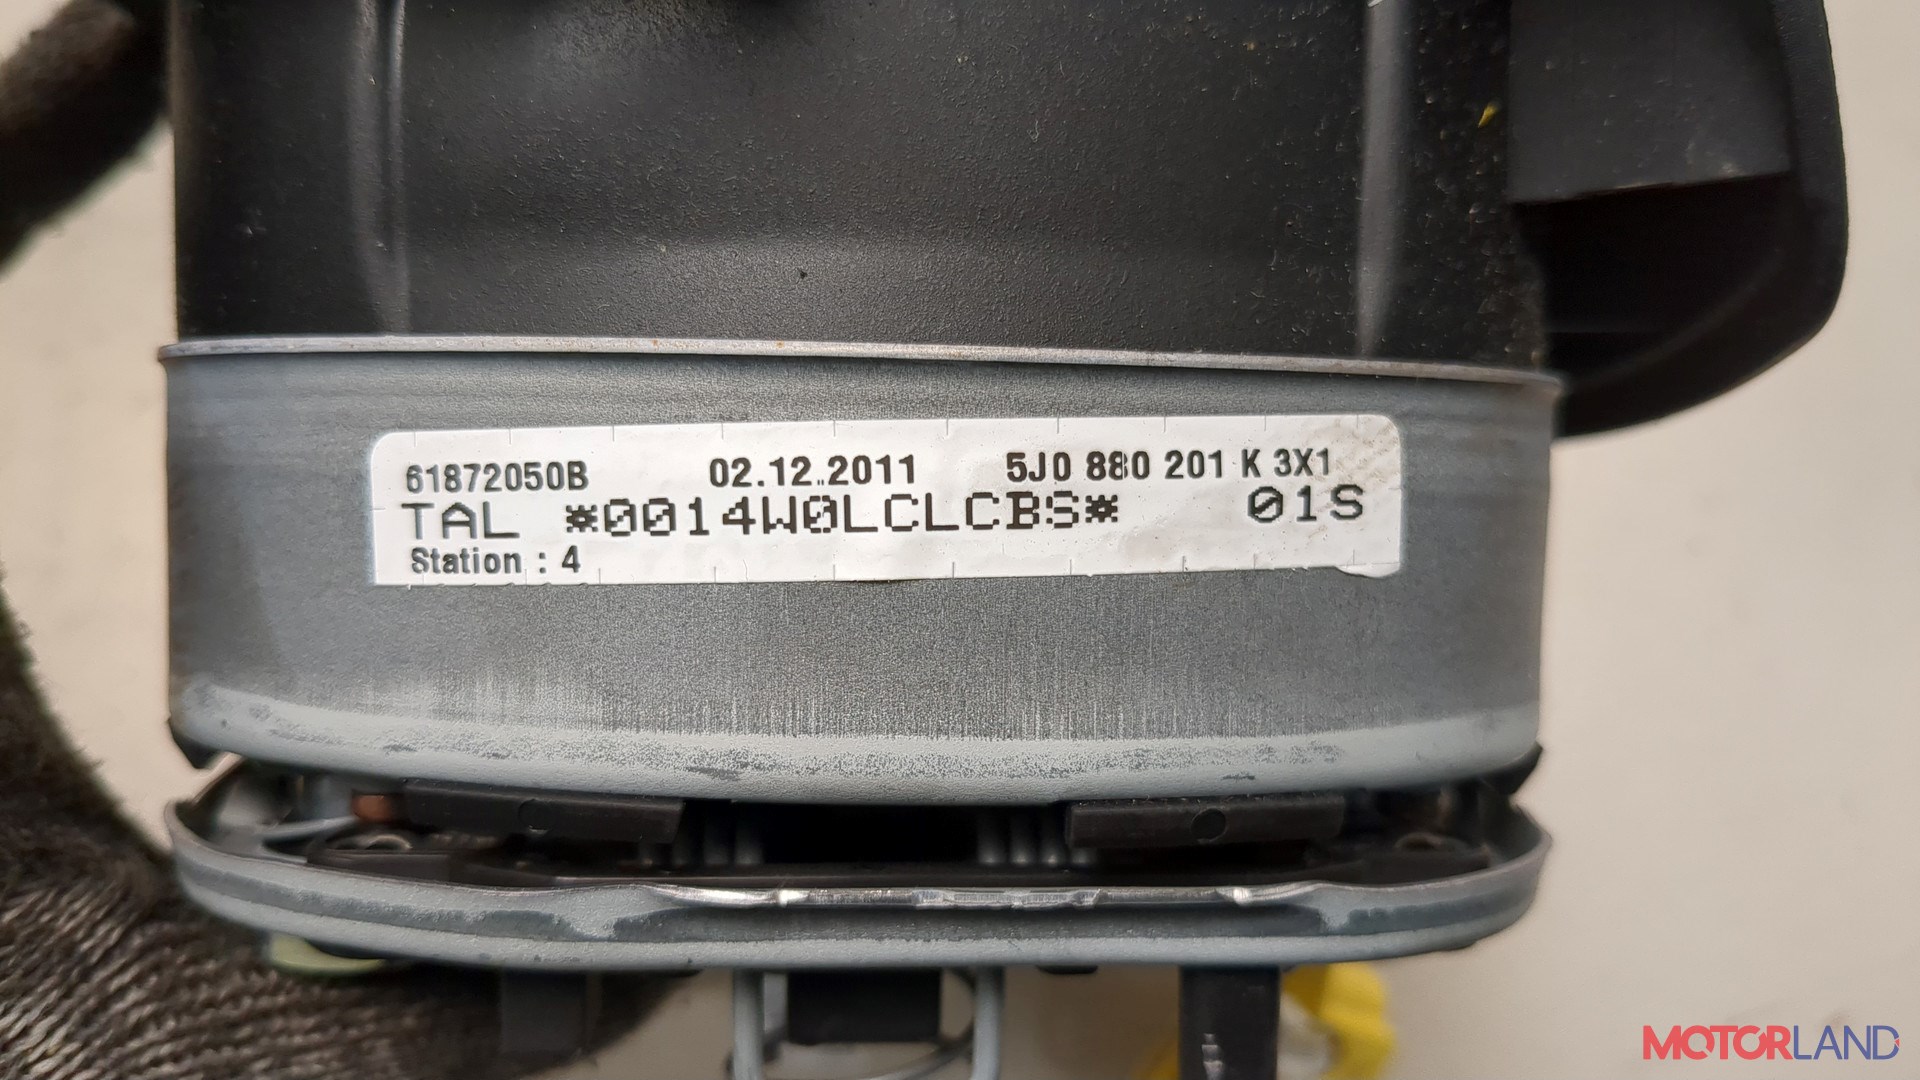 61872050B 02.12.2011 5J0 880 201 K 3X1
TAL *0014W0LCLCBS* 01S
Station : 4
MOTORLAND